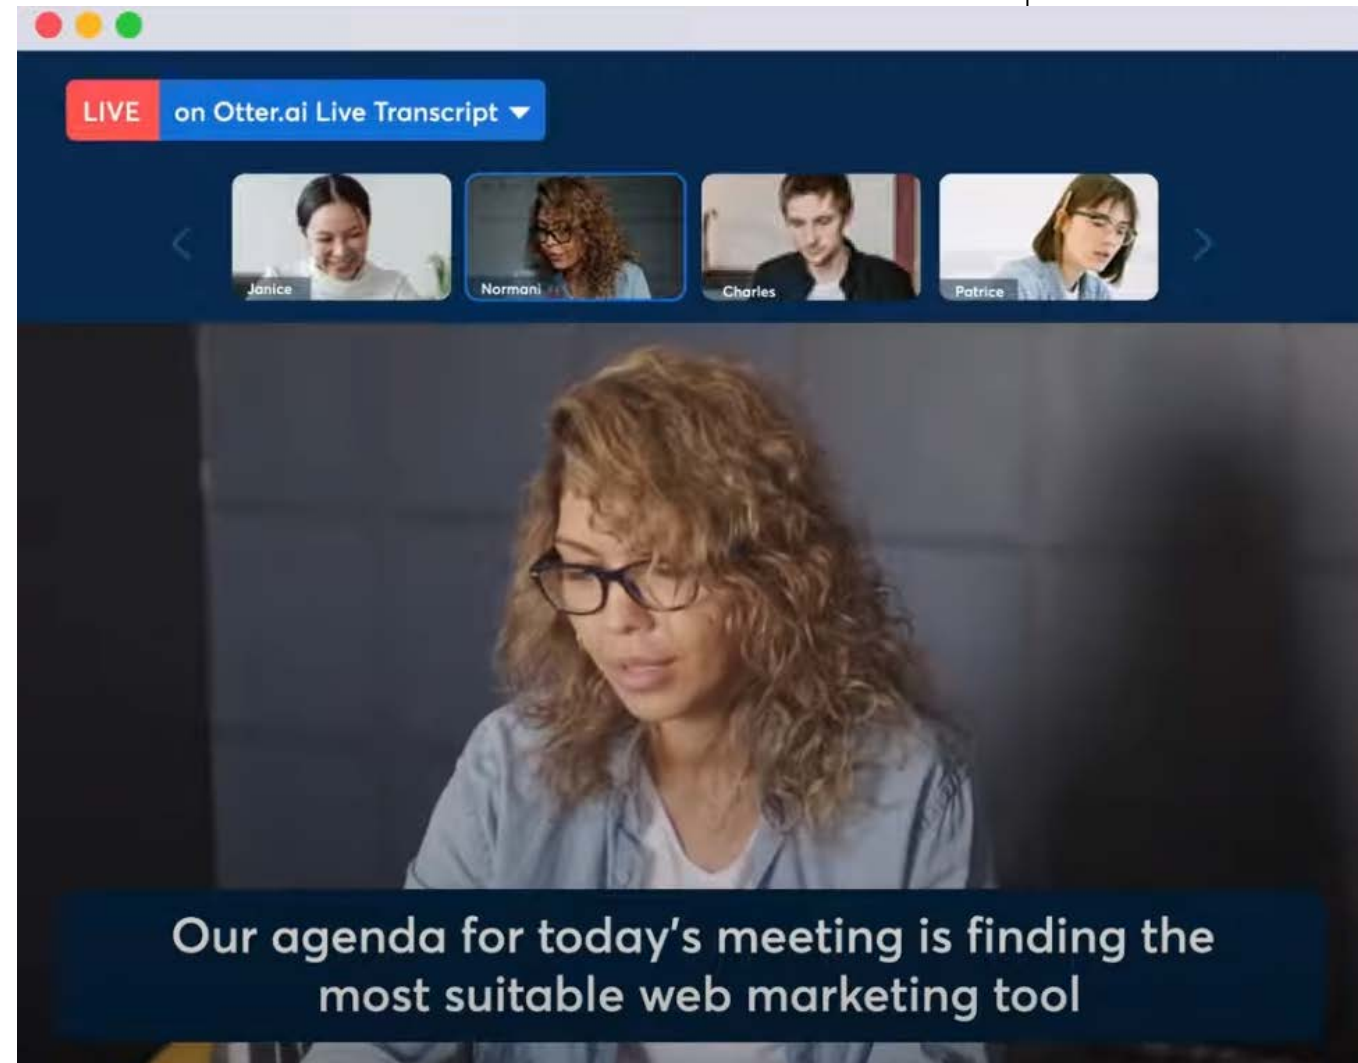 LIVE on Otter.ai Live Transcript
Janice
Normani
Charles
Patrice
Our agenda for today's meeting is finding the
most suitable web marketing tool